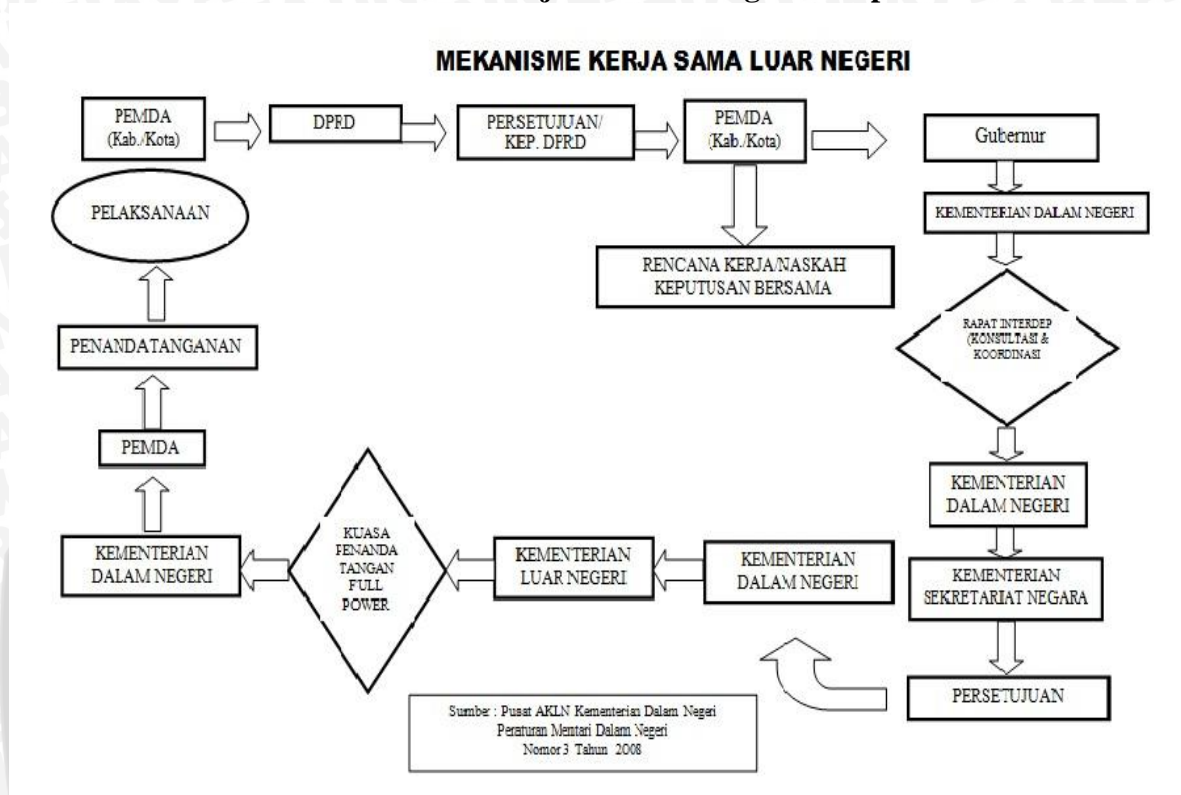 MEKANISME KERJA SAMA LUAR NEGERI
PEMDA
(Kab./Kota)
DPRD
PERSETUJUAN/
KEP. DPRD
PEMDA
(Kab./Kota)
Gubernur
KEMENTERIAN DALAM NEGERI
RENCANA KERJA/NASKAH
KEPUTUSAN BERSAMA
RAPAT INTERDEP
(KONSULTASI &
KOORDINASI
KEMENTERIAN
DALAM NEGERI
KEMENTERIAN
SEKRETARIAT NEGARA
PERSETUJUAN
KEMENTERIAN
DALAM NEGERI
KEMENTERIAN
LUAR NEGERI
KUASA
PENANDA
TANGAN
FULL
POWER
KEMENTERIAN
DALAM NEGERI
PEMDA
PENANDATANGANAN
PELAKSANAAN
Sumber : Pusat AKLN Kementerian Dalam Negeri
Peraturan Mentari Dalam Negeri
Nomor 3 Tahun 2008